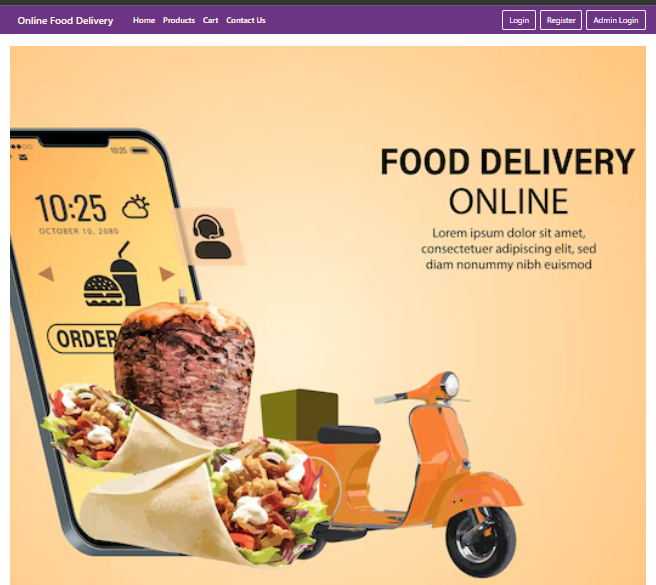 Online Food Delivery Home Products Cart Contact Us Login Register Admin Login
10:25
10:25
OCTOBER 10, 2080
ORDER
FOOD DELIVERY
ONLINE
Lorem ipsum dolor sit amet,
consectetuer adipiscing elit, sed
diam nonummy nibh euismod